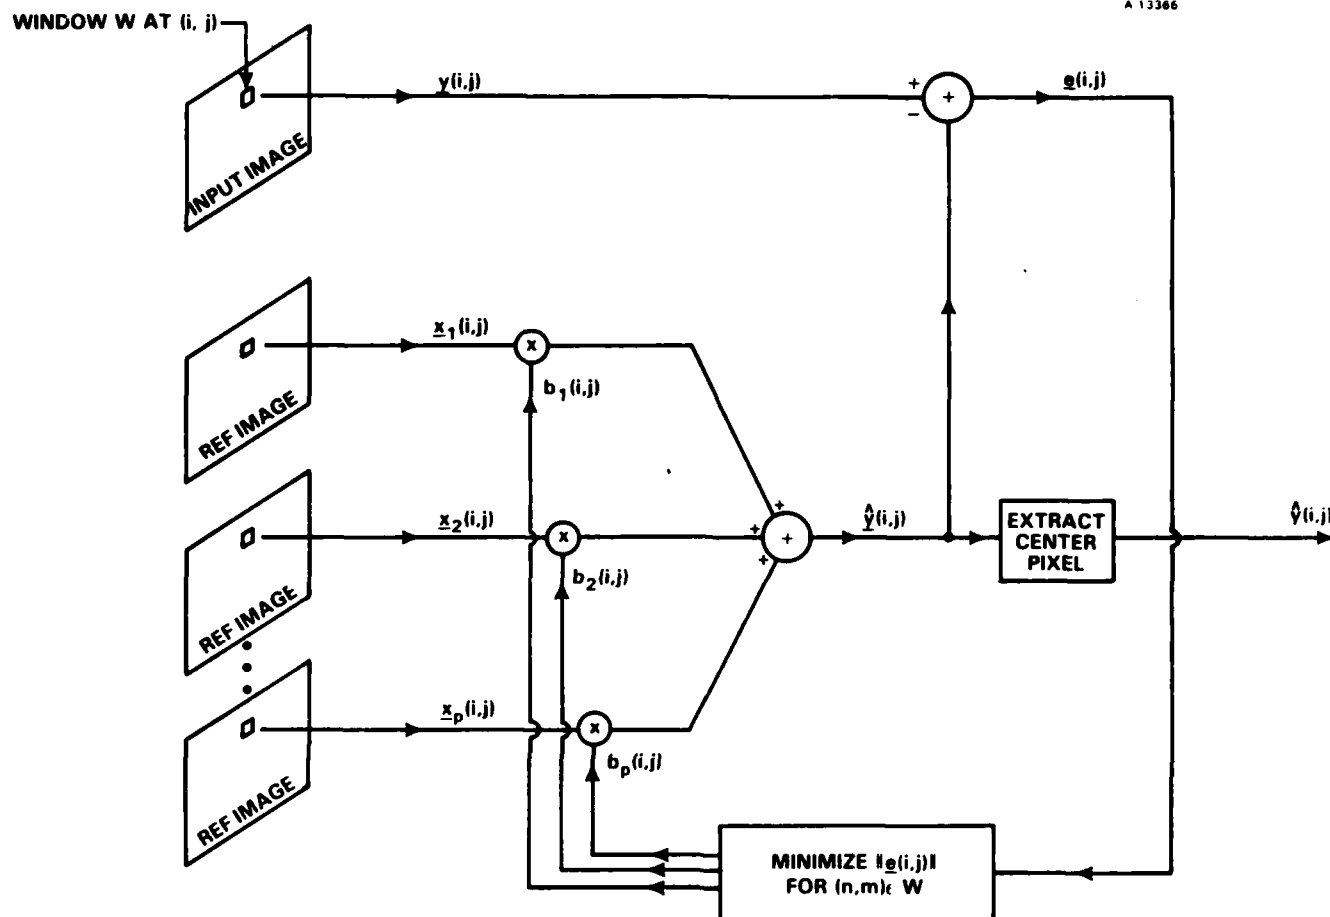 A 13366
WINDOW W AT (i, j)
y(i,j)
+
+
−
e(i,j)
INPUT IMAGE
x1(i,j)
x
b1(i,j)
REF IMAGE
x2(i,j)
x
b2(i,j)
+
+
+
+
ŷ(i,j)
EXTRACT
CENTER
PIXEL
ŷ(i,j)
REF IMAGE
xp(i,j)
x
bp(i,j)
REF IMAGE
MINIMIZE ‖e(i,j)‖
FOR (n,m)ϵ W